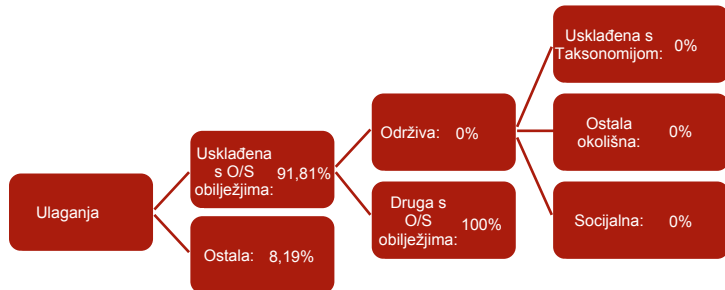 Ulaganja
Usklađena
s O/S
obilježjima: 91,81%
Ostala: 8,19%
Održiva: 0%
Druga s
O/S
obilježjima: 100%
Usklađena s
Taksonomijom: 0%
Ostala
okolišna: 0%
Socijalna: 0%